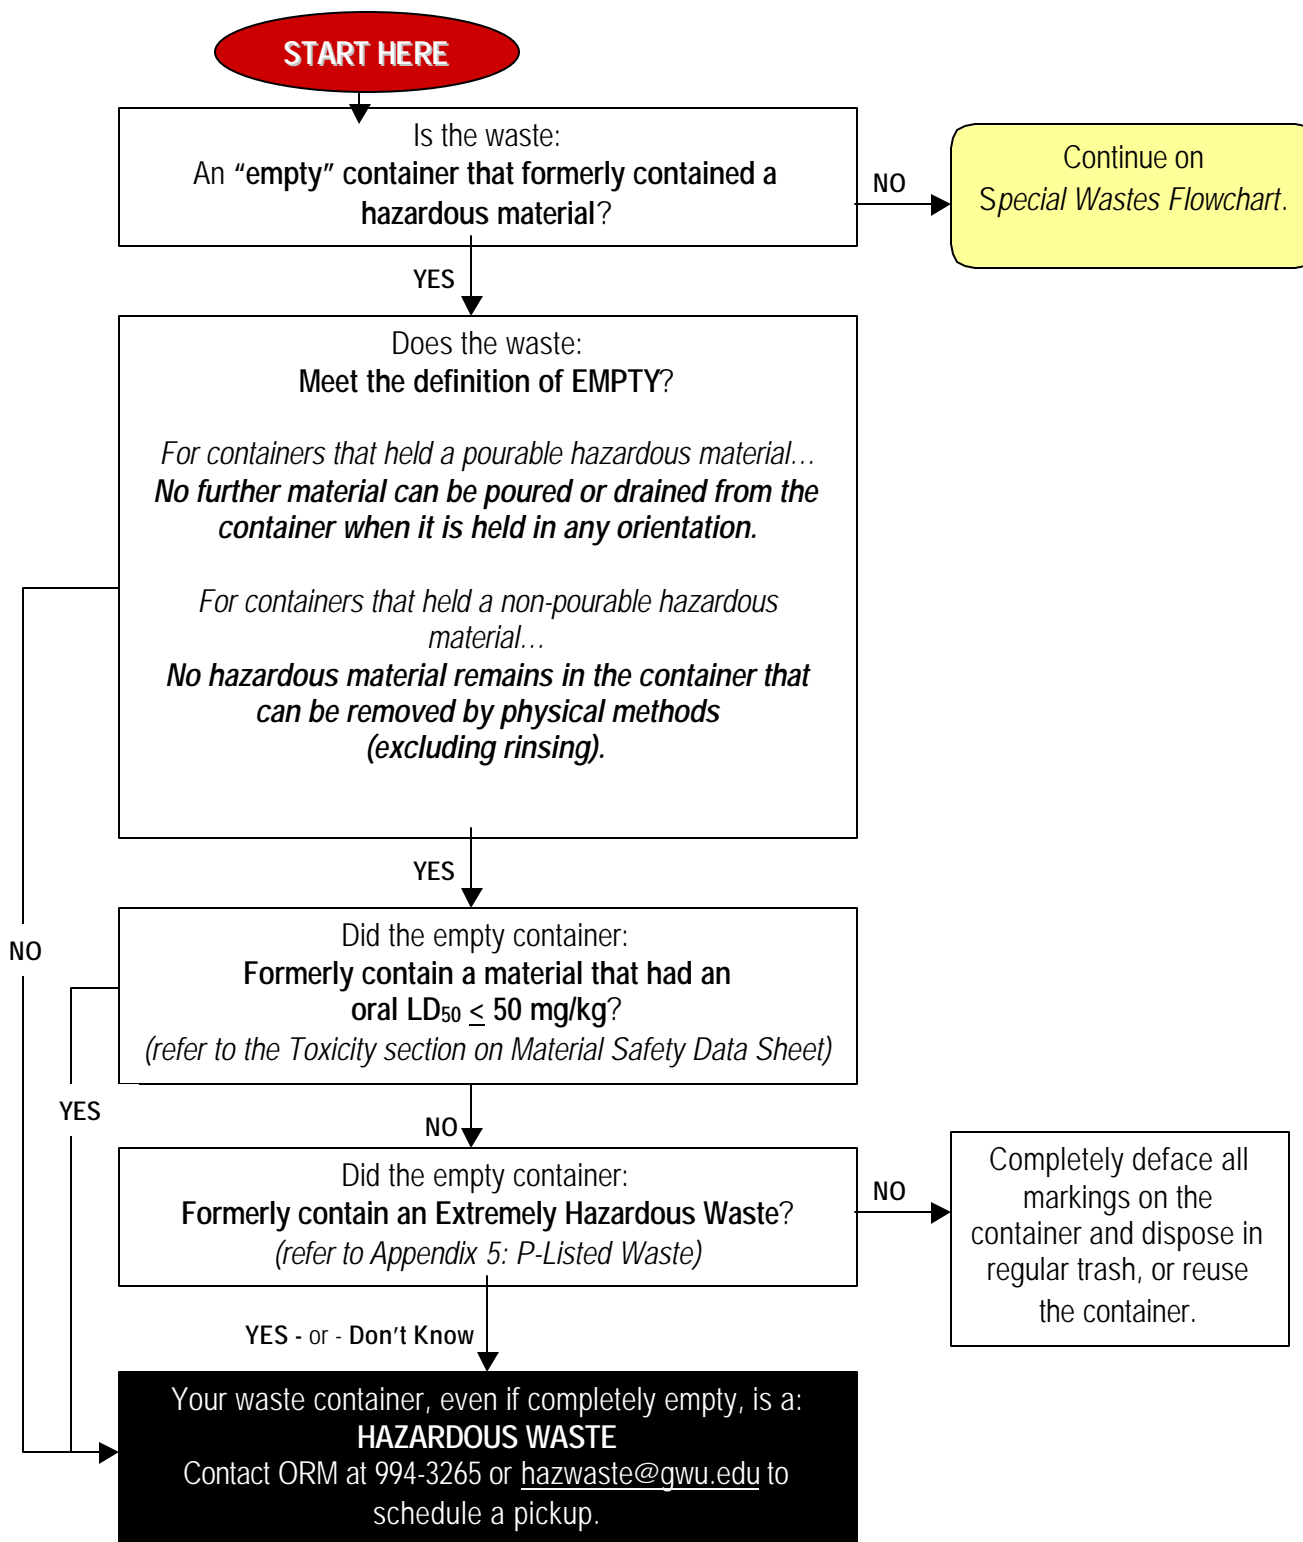 START HERE
Is the waste:
An “empty” container that formerly contained a
hazardous material?
NO
Continue on
Special Wastes Flowchart.
YES
Does the waste:
Meet the definition of EMPTY?
For containers that held a pourable hazardous material…
No further material can be poured or drained from the
container when it is held in any orientation.
For containers that held a non-pourable hazardous
material…
No hazardous material remains in the container that
can be removed by physical methods
(excluding rinsing).
YES
NO
Did the empty container:
Formerly contain a material that had an
oral LD50 < 50 mg/kg?
(refer to the Toxicity section on Material Safety Data Sheet)
YES
NO
Did the empty container:
Formerly contain an Extremely Hazardous Waste?
(refer to Appendix 5: P-Listed Waste)
NO
Completely deface all
markings on the
container and dispose in
regular trash, or reuse
the container.
YES - or - Don’t Know
Your waste container, even if completely empty, is a:
HAZARDOUS WASTE
Contact ORM at 994-3265 or hazwaste@gwu.edu to
schedule a pickup.